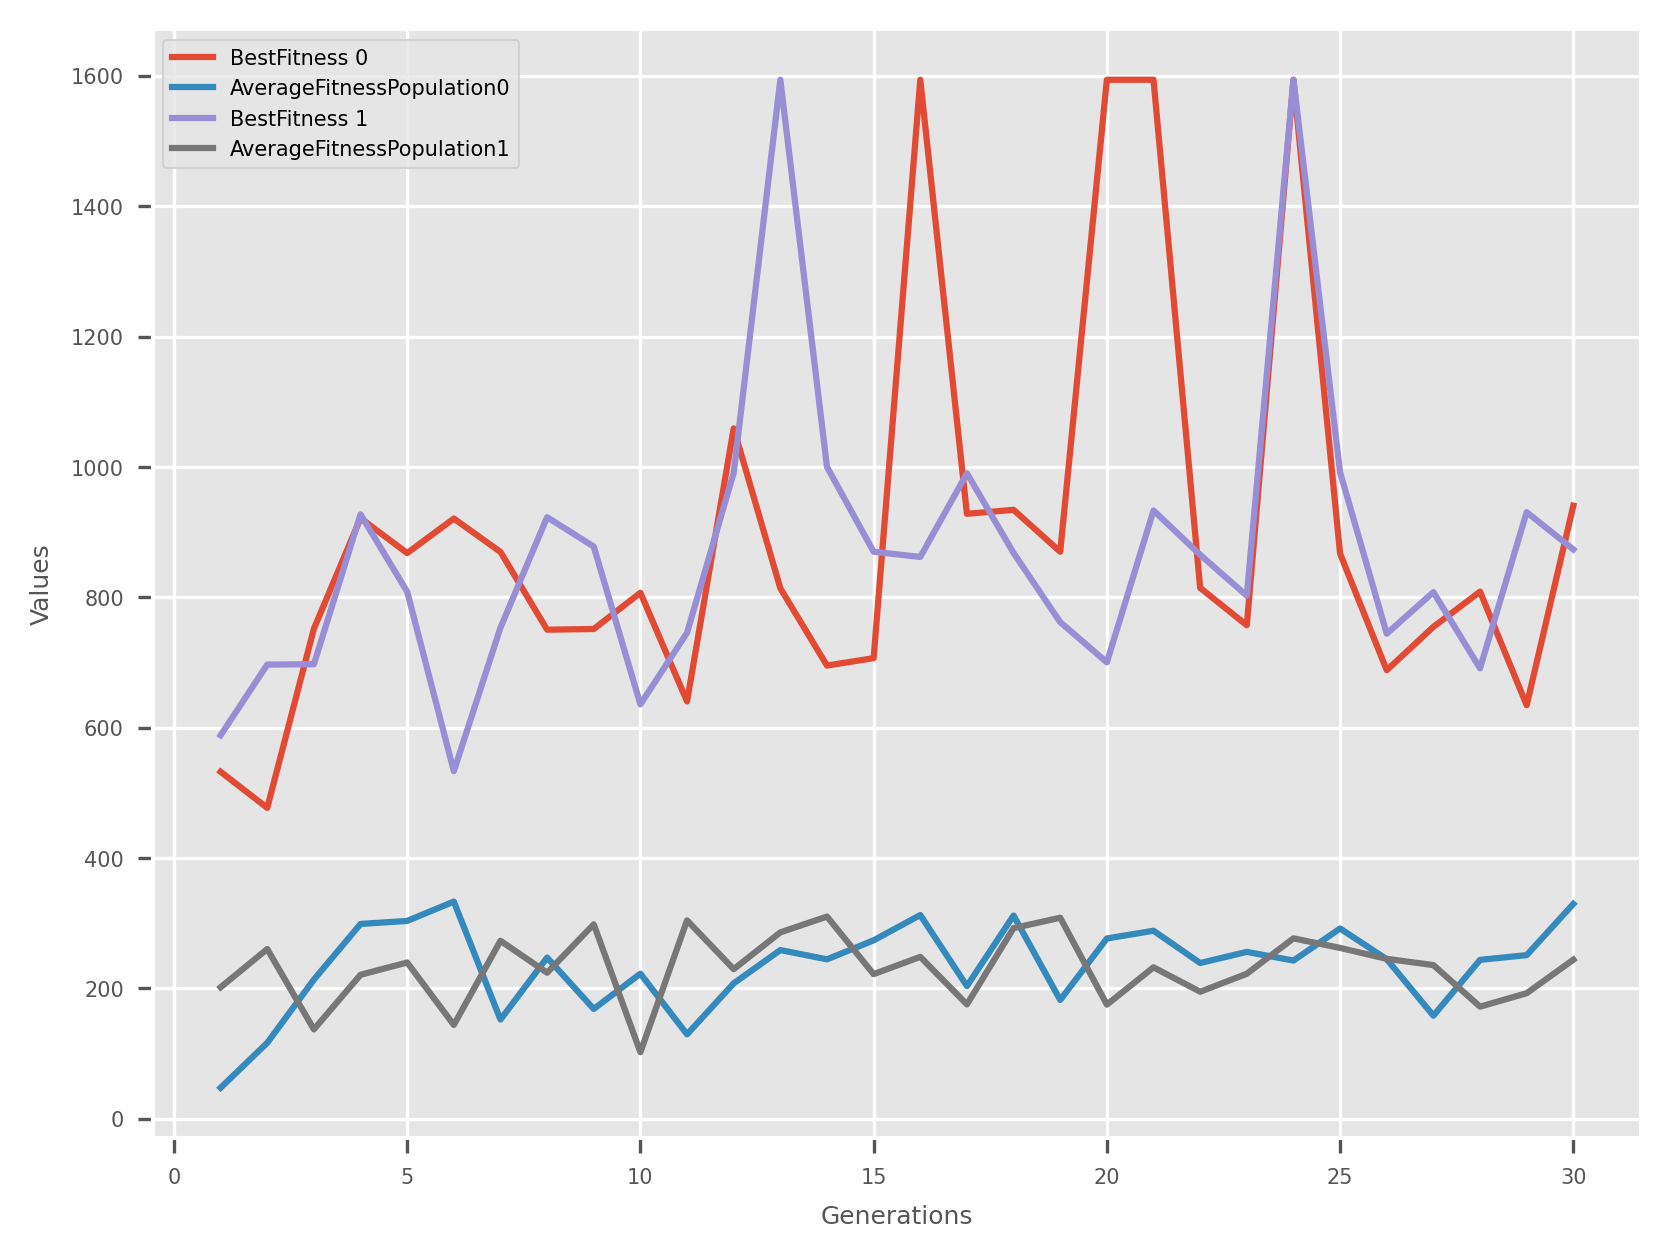 BestFitness 0
AverageFitnessPopulation0
BestFitness 1
AverageFitnessPopulation1
1600
1400
1200
1000
800
600
400
200
0
Values
0 5 10 15 20 25 30
Generations